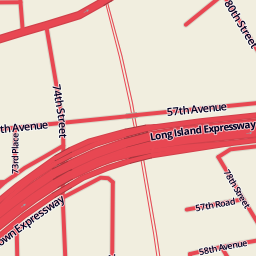 80th Street
74th Street
57th Avenue
th Avenue
Long Island Expressway
73rd Place
78th Street
57th Road
own Expressway
58th Avenue